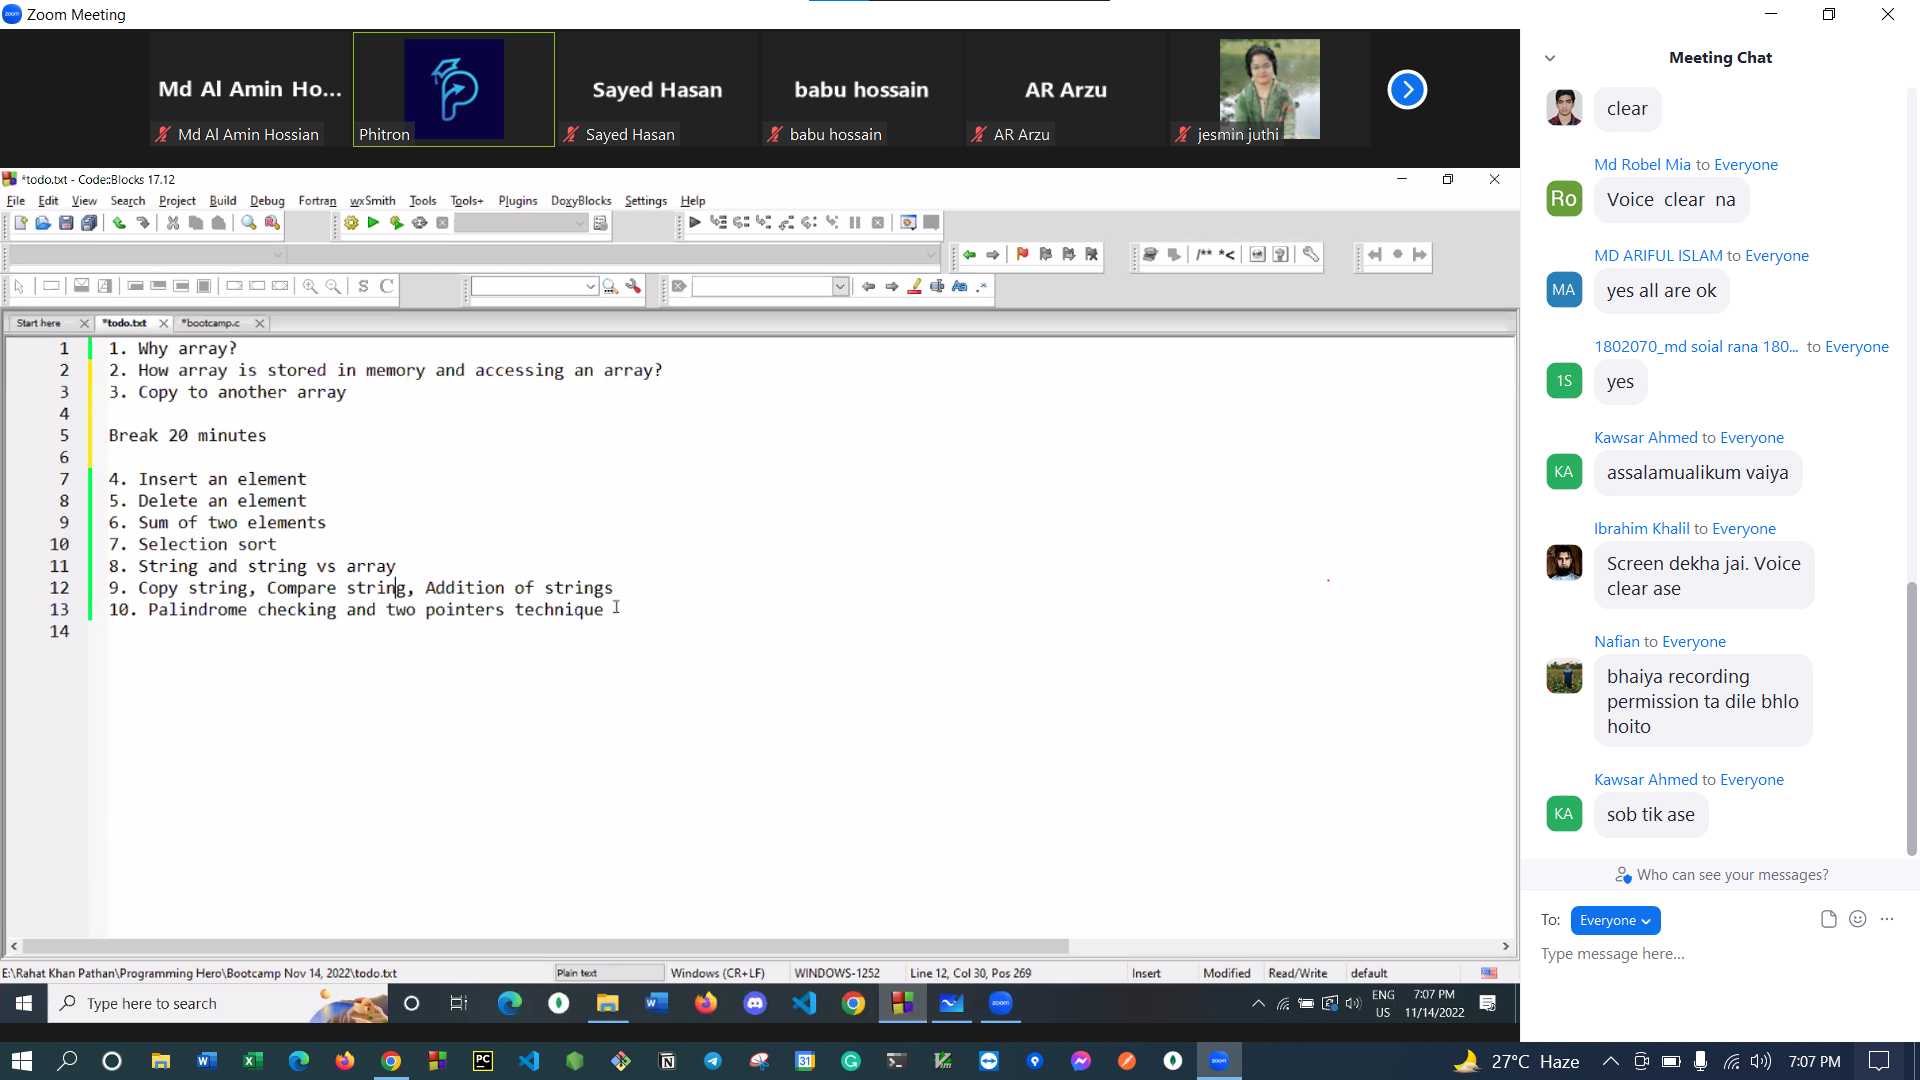 Zoom Meeting
Md Al Amin Ho...
Md Al Amin Hossian
Phitron
Sayed Hasan
Sayed Hasan
babu hossain
babu hossain
AR Arzu
AR Arzu
jesmin juthi
*todo.txt - Code::Blocks 17.12
File Edit View Search Project Build Debug Fortran wxSmith Tools Tools+ Plugins DoxyBlocks Settings Help
/** *<
S C
Aa .*
Start here *todo.txt *bootcamp.c
1 1. Why array?
2 2. How array is stored in memory and accessing an array?
3 3. Copy to another array
4
5 Break 20 minutes
6
7 4. Insert an element
8 5. Delete an element
9 6. Sum of two elements
10 7. Selection sort
11 8. String and string vs array
12 9. Copy string, Compare string, Addition of strings
13 10. Palindrome checking and two pointers technique
14
E:\Rahat Khan Pathan\Programming Hero\Bootcamp Nov 14, 2022\todo.txt Plain text Windows (CR+LF) WINDOWS-1252 Line 12, Col 30, Pos 269 Insert Modified Read/Write default
Type here to search
zoom
ENG
US
7:07 PM
11/14/2022
Meeting Chat
clear
Md Robel Mia to Everyone
Ro
Voice clear na
MD ARIFUL ISLAM to Everyone
MA
yes all are ok
1802070_md soial rana 180... to Everyone
1S
yes
Kawsar Ahmed to Everyone
KA
assalamualikum vaiya
Ibrahim Khalil to Everyone
Screen dekha jai. Voice
clear ase
Nafian to Everyone
bhaiya recording
permission ta dile bhlo
hoito
Kawsar Ahmed to Everyone
KA
sob tik ase
Who can see your messages?
To: Everyone
Type message here...
PC
31
zoom
27°C Haze
7:07 PM